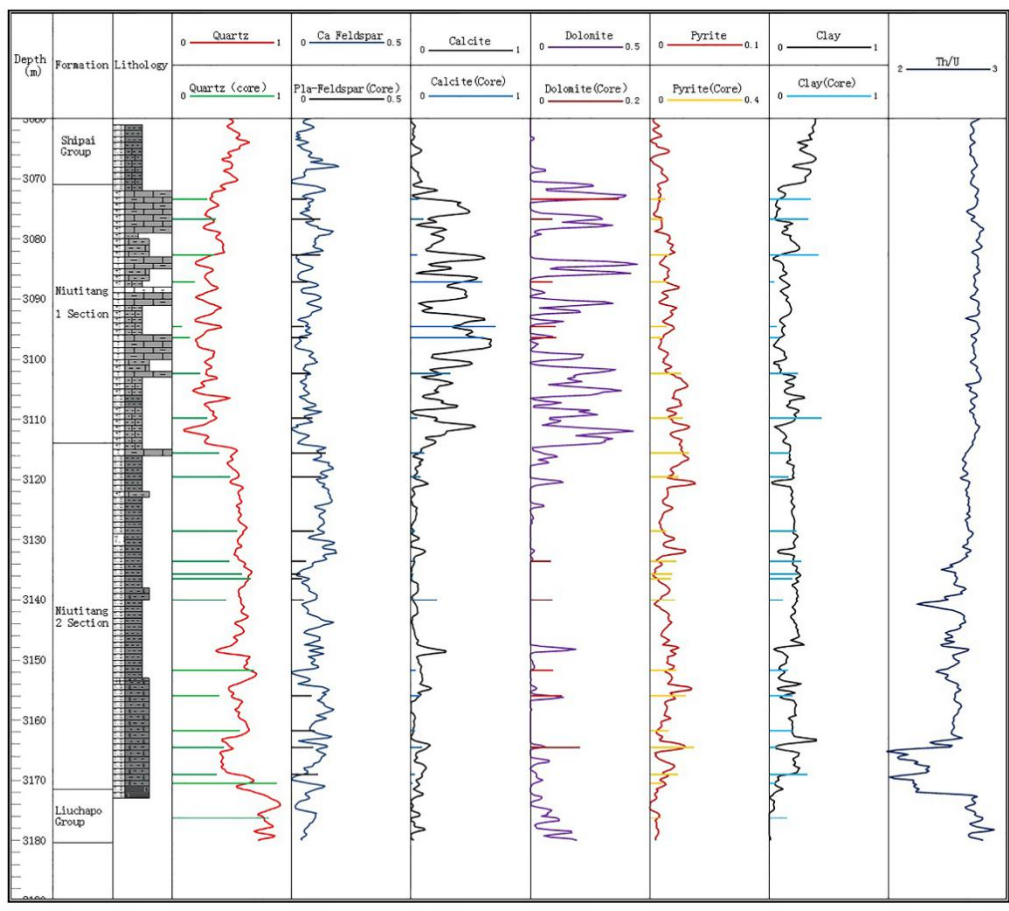 Depth (m)
Formation
Lithology
0 Quartz 1
0 Quartz (core) 1
0 Ca Feldspar 0.5
Pla-Feldspar(Core)
0 0.5
0 Calcite 1
Calcite(Core)
0 1
0 Dolomite 0.5
Dolomite(Core)
0 0.2
0 Pyrite 0.1
Pyrite(Core)
0 0.4
0 Clay 1
Clay(Core)
0 1
2 Th/U 3
Shipai
Group
3070
3080
Niutitang
1 Section
3090
3100
3110
3120
3130
Niutitang
2 Section
3140
3150
3160
3170
Liuchapo
Group
3180